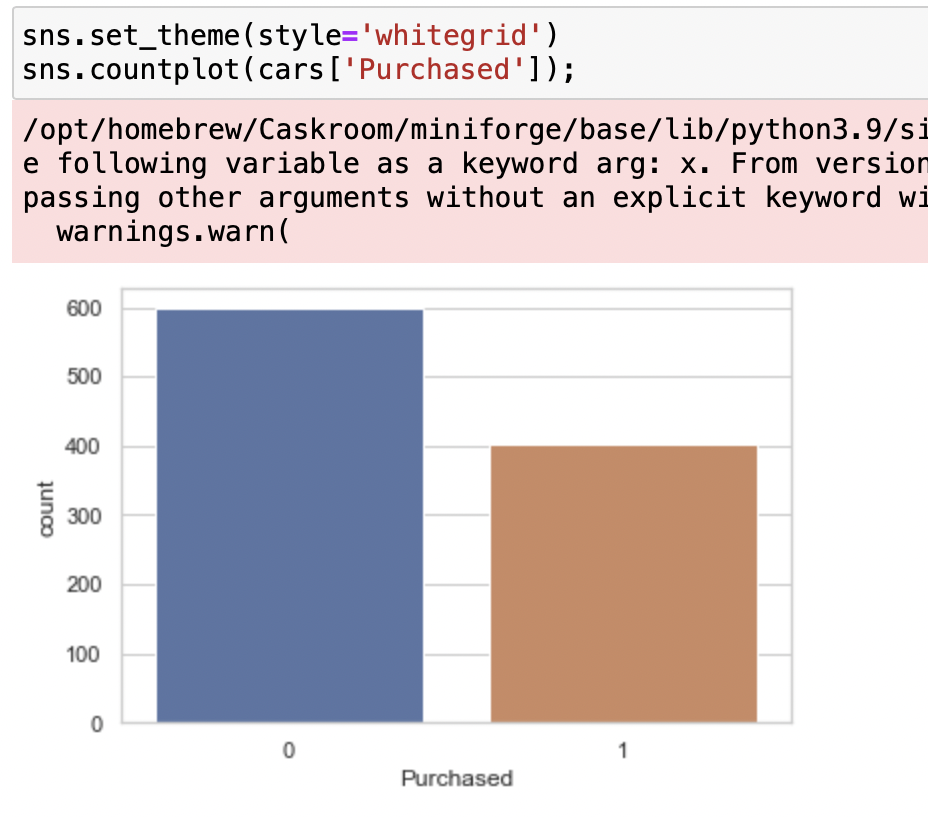 sns.set_theme(style='whitegrid')
sns.countplot(cars['Purchased']);
/opt/homebrew/Caskroom/miniforge/base/lib/python3.9/si
e following variable as a keyword arg: x. From version
passing other arguments without an explicit keyword wi
warnings.warn(
600
500
400
300
200
100
0
count
0 1
Purchased